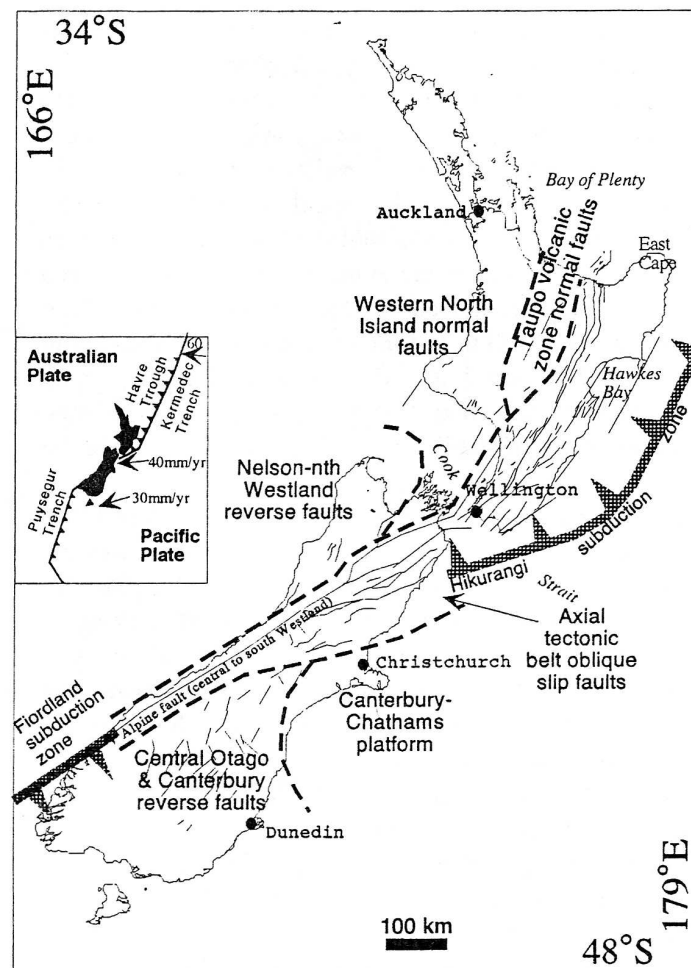 34°S
166°E
Bay of Plenty
Auckland
East
Cape
Taupo volcanic
zone normal faults
Western North
Island normal
faults
Hawkes
Bay
Australian
Plate
60
Havre
Trrough
Kermedec
Trench
40mm/yr
30mm/yr
Puysegur
Trench
Pacific
Plate
Nelson-nth
Westland
reverse faults
Cook
Wellington
Hikurangi
subduction
zone
Strait
Axial
tectonic
belt oblique
slip faults
Alpine fault (central to south Westland)
Christchurch
Canterbury-
Chathams
platform
Fiordland
subduction
zone
Central Otago
& Canterbury
reverse faults
Dunedin
100 km
179°E
48°S